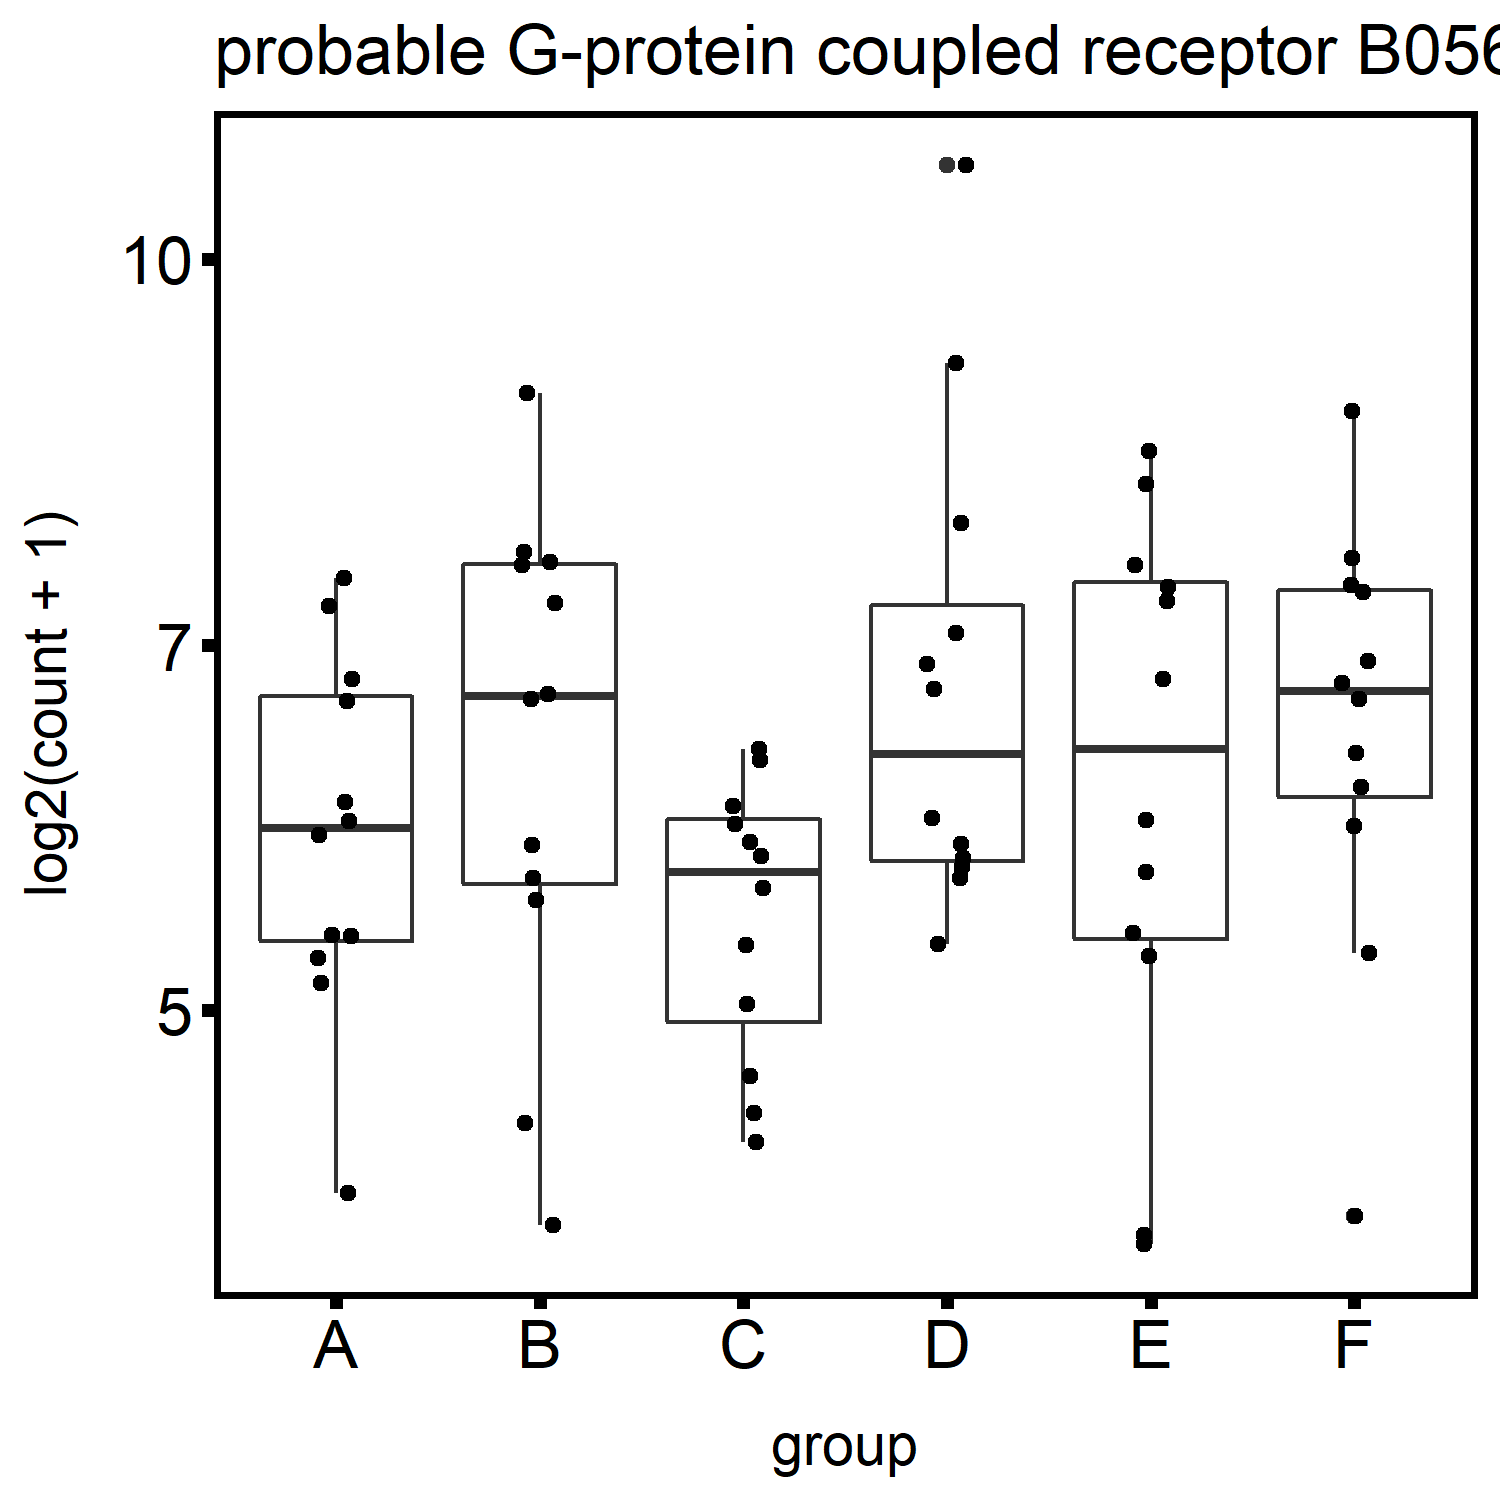 probable G-protein coupled receptor B056
log2(count + 1)
10
7
5
A B C D E F
group